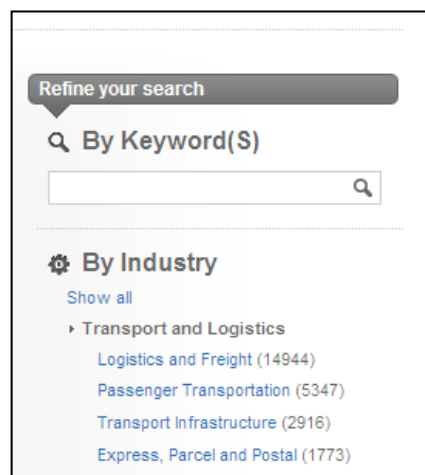 Refine your search
By Keyword(S)
By Industry
Show all
Transport and Logistics
Logistics and Freight (14944)
Passenger Transportation (5347)
Transport Infrastructure (2916)
Express, Parcel and Postal (1773)